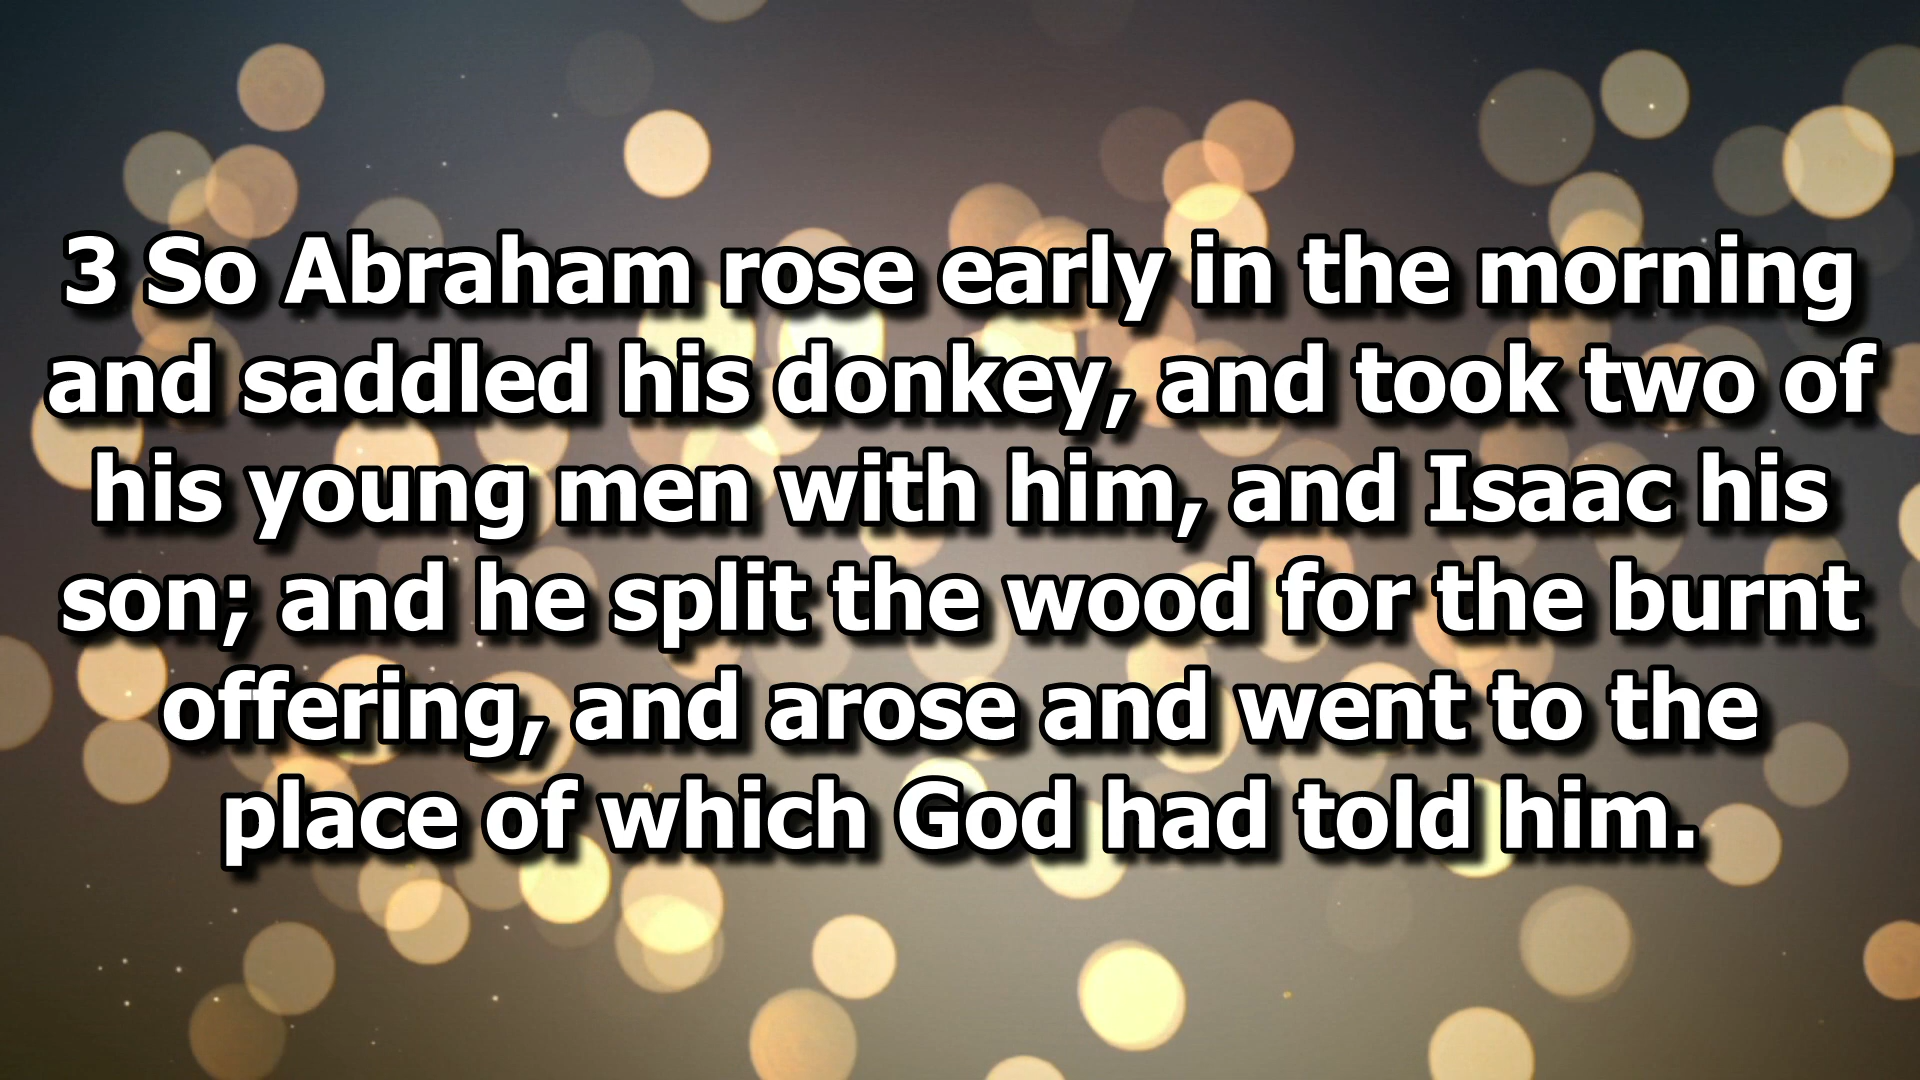 3 So Abraham rose early in the morning
and saddled his donkey, and took two of
his young men with him, and Isaac his
son; and he split the wood for the burnt
offering, and arose and went to the
place of which God had told him.